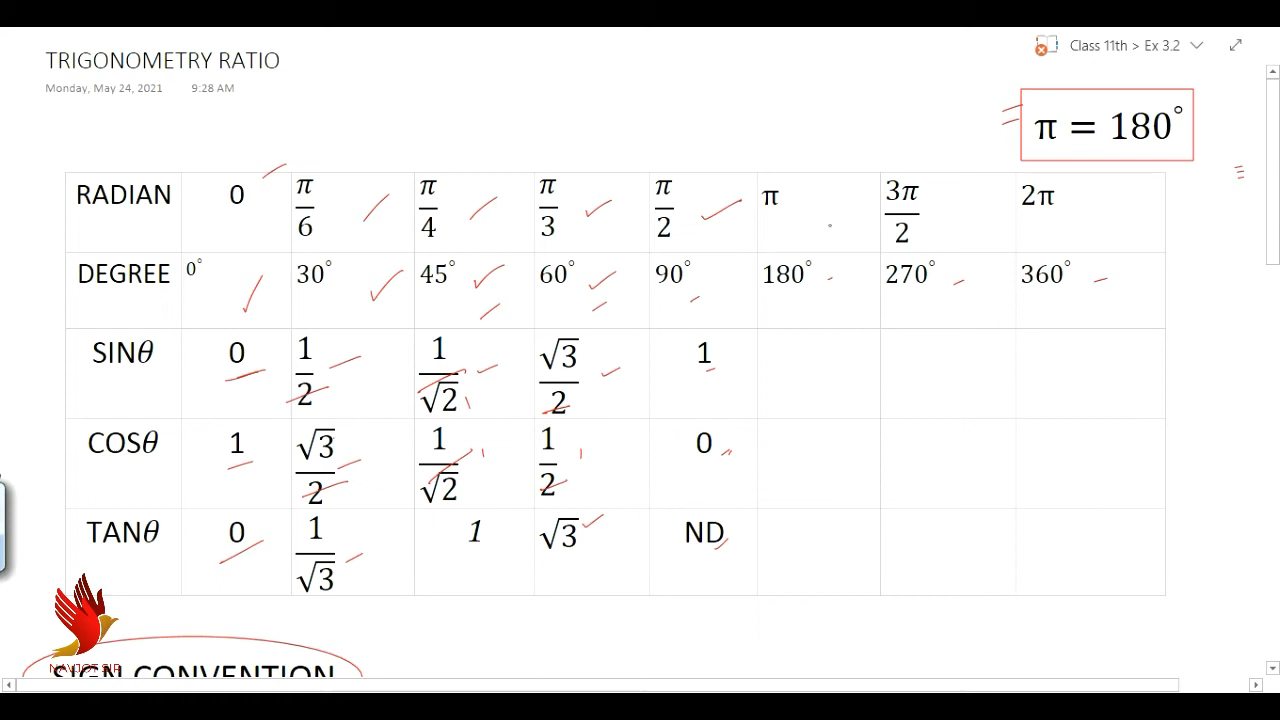 TRIGONOMETRY RATIO
Monday, May 24, 2021 9:28 AM
Class 11th > Ex 3.2
π = 180°
RADIAN 0 π/6 π/4 π/3 π/2 π 3π/2 2π
DEGREE 0° 30° 45° 60° 90° 180° 270° 360°
SINθ 0 1/2 1/√2 √3/2 1
COSθ 1 √3/2 1/√2 1/2 0
TANθ 0 1/√3 1 √3 ND
NAVJOT SIR
SIGN CONVENTION